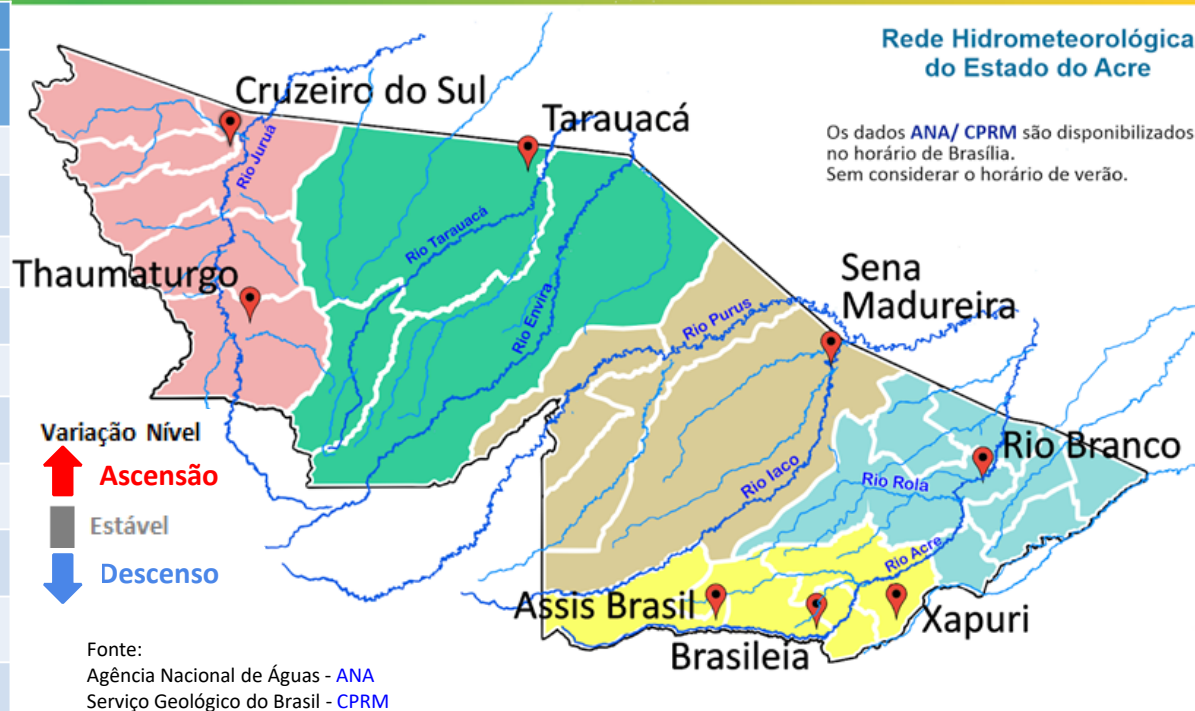 Rede Hidrometeorológica
do Estado do Acre
Os dados ANA/ CPRM são disponibilizados
no horário de Brasília.
Sem considerar o horário de verão.
Cruzeiro do Sul
Tarauacá
Rio Juruá
Rio Tarauacá
Thaumaturgo
Rio Envira
Sena
Madureira
Rio Purus
Variação Nível
Ascensão
Estável
Descenso
Rio Branco
Rio Iaco
Rio Rola
Rio Acre
Assis Brasil
Xapuri
Brasileia
Fonte:
Agência Nacional de Águas - ANA
Serviço Geológico do Brasil - CPRM